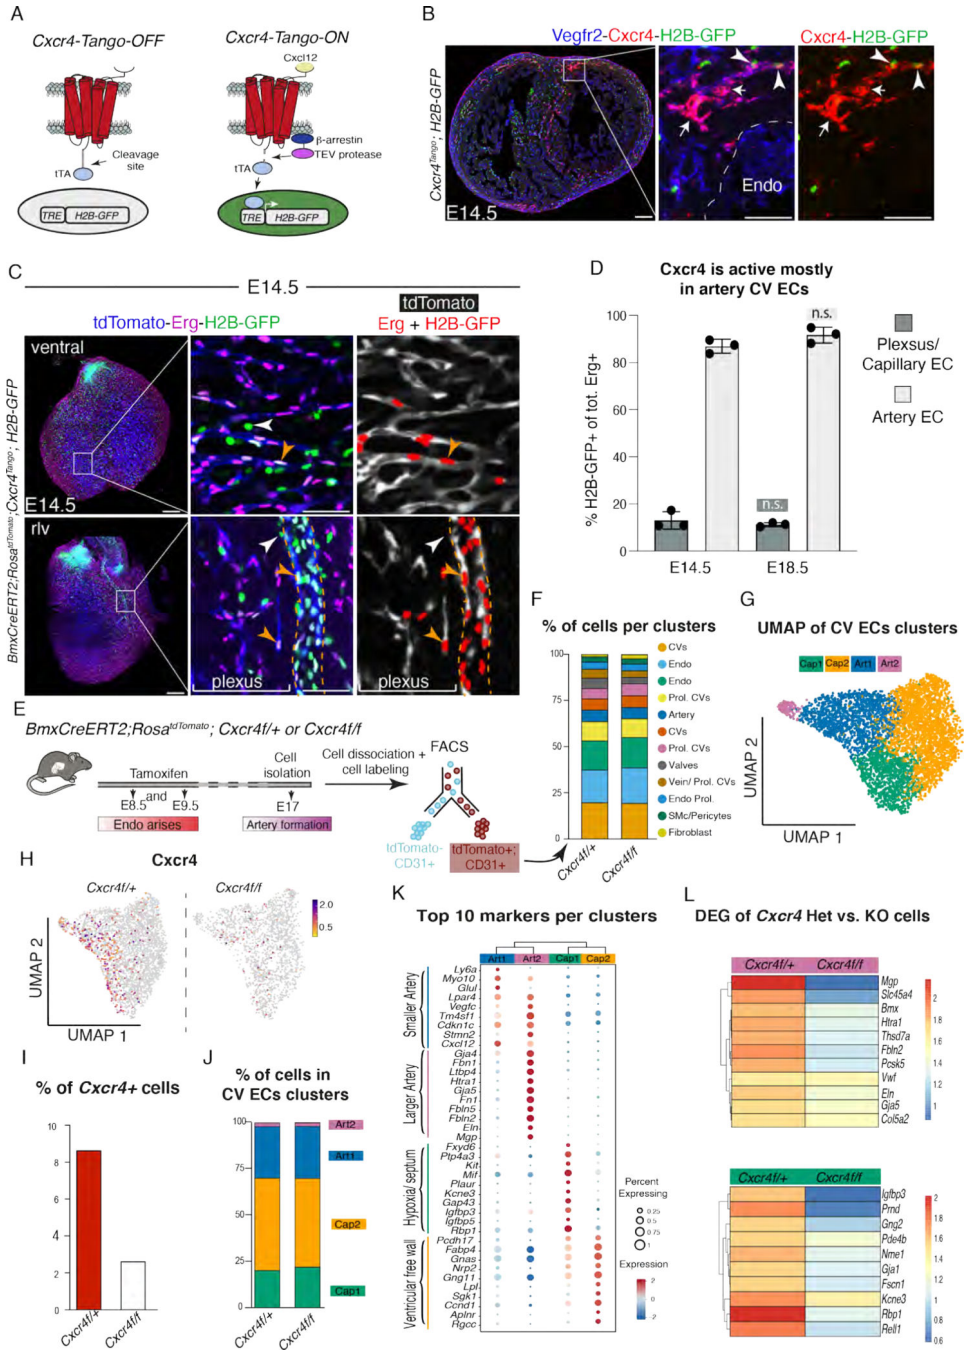 A
Cxcr4-Tango-OFF
Cxcr4-Tango-ON
Cxcl12
β-arrestin
TEV protease
Cleavage
site
tTA
tTA
TRE
H2B-GFP
TRE
H2B-GFP
B
Vegfr2-Cxcr4-H2B-GFP
Cxcr4-H2B-GFP
Cxcr4Tango; H2B-GFP
E14.5
Endo
C
E14.5
tdTomato-Erg-H2B-GFP
tdTomato
Erg + H2B-GFP
BmxCreERT2;RosatdTomato;Cxcr4Tango; H2B-GFP
ventral
E14.5
rlv
plexus
plexus
D
Cxcr4 is active mostly
in artery CV ECs
% H2B-GFP+ of tot. Erg+
100
80
60
40
20
0
n.s.
n.s.
E14.5
E18.5
Plexus/
Capillary EC
Artery EC
E
BmxCreERT2;RosatdTomato; Cxcr4f/+ or Cxcr4f/f
Tamoxifen
E8.5 and E9.5
Endo arises
Cell
isolation
E17
Artery formation
Cell dissociation +
cell labeling
FACS
tdTomato-
CD31+
tdTomato+;
CD31+
F
% of cells per clusters
100
75
50
25
0
Cxcr4f/+
Cxcr4f/f
CVs
Endo
Endo
Prol. CVs
Artery
CVs
Prol. CVs
Valves
Vein/ Prol. CVs
Endo Prol.
SMc/Pericytes
Fibroblast
G
UMAP of CV ECs clusters
Cap1 Cap2 Art1 Art2
UMAP 2
UMAP 1
H
Cxcr4
Cxcr4f/+
Cxcr4f/f
2.0
0.5
UMAP 2
UMAP 1
I
% of Cxcr4+ cells
10
8
6
4
2
0
Cxcr4f/+
Cxcr4f/f
J
% of cells in
CV ECs clusters
100
75
50
25
0
Art2
Art1
Cap2
Cap1
Cxcr4f/+
Cxcr4f/f
K
Top 10 markers per clusters
Art1 Art2 Cap1 Cap2
Smaller Artery
Ly6a
Myo10
Glul
Lpar4
Vegfc
Tm4sf1
Cdkn1c
Stmn2
Cxcl12
Larger Artery
Gja4
Fbn1
Ltbp4
Htra1
Gja5
Fn1
Fbln5
Fbln2
Eln
Mgp
Hypoxia/ septum
Fxyd6
Ptp4a3
Kit
Mif
Plaur
Kcne3
Gap43
Igfbp3
Igfbp5
Rbp1
Ventricular free wall
Pcdh17
Fabp4
Gnas
Nrp2
Gng11
Lpl
Sgk1
Ccnd1
Aplnr
Rgcc
Percent
Expressing
0.25
0.5
0.75
1
Expression
2
0
-2
L
DEG of Cxcr4 Het vs. KO cells
Cxcr4f/+
Cxcr4f/f
Mgp
Slc45a4
Bmx
Htra1
Thsd7a
Fbln2
Pcsk5
Vwf
Eln
Gja5
Col5a2
2
1.8
1.6
1.4
1.2
1
Cxcr4f/+
Cxcr4f/f
Igfbp3
Prnd
Gng2
Pde4b
Nme1
Gja1
Fscn1
Kcne3
Rbp1
Rell1
2
1.8
1.6
1.4
1.2
1
0.8
0.6